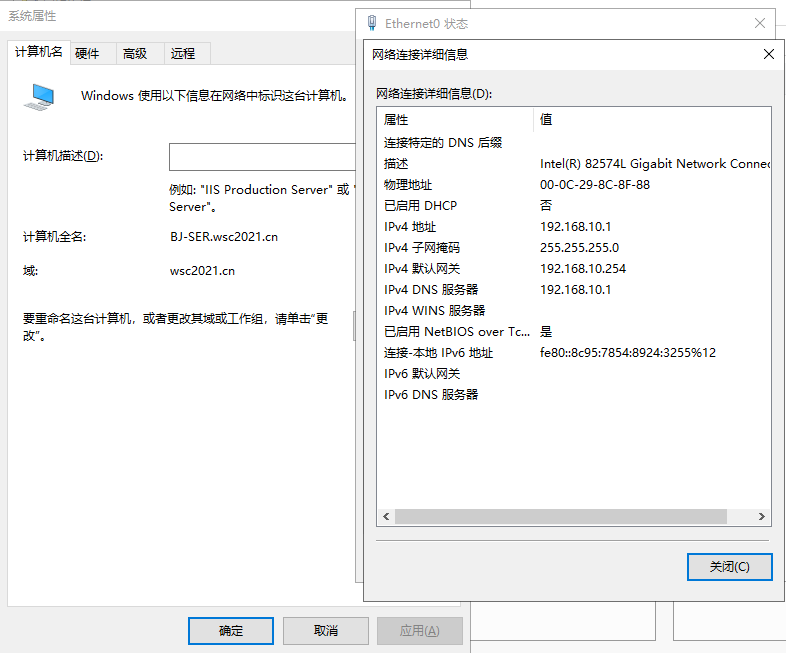 系统属性
计算机名 硬件 高级 远程
Windows 使用以下信息在网络中标识这台计算机。
计算机描述(D):
例如: "IIS Production Server" 或 "
Server"。
计算机全名: BJ-SER.wsc2021.cn
域: wsc2021.cn
要重命名这台计算机，或者更改其域或工作组，请单击“更
改”。
确定 取消 应用(A)
Ethernet0 状态
网络连接详细信息
网络连接详细信息(D):
属性 值
连接特定的 DNS 后缀
描述 Intel(R) 82574L Gigabit Network Connec
物理地址 00-0C-29-8C-8F-88
已启用 DHCP 否
IPv4 地址 192.168.10.1
IPv4 子网掩码 255.255.255.0
IPv4 默认网关 192.168.10.254
IPv4 DNS 服务器 192.168.10.1
IPv4 WINS 服务器
已启用 NetBIOS over Tc... 是
连接-本地 IPv6 地址 fe80::8c95:7854:8924:3255%12
IPv6 默认网关
IPv6 DNS 服务器
关闭(C)